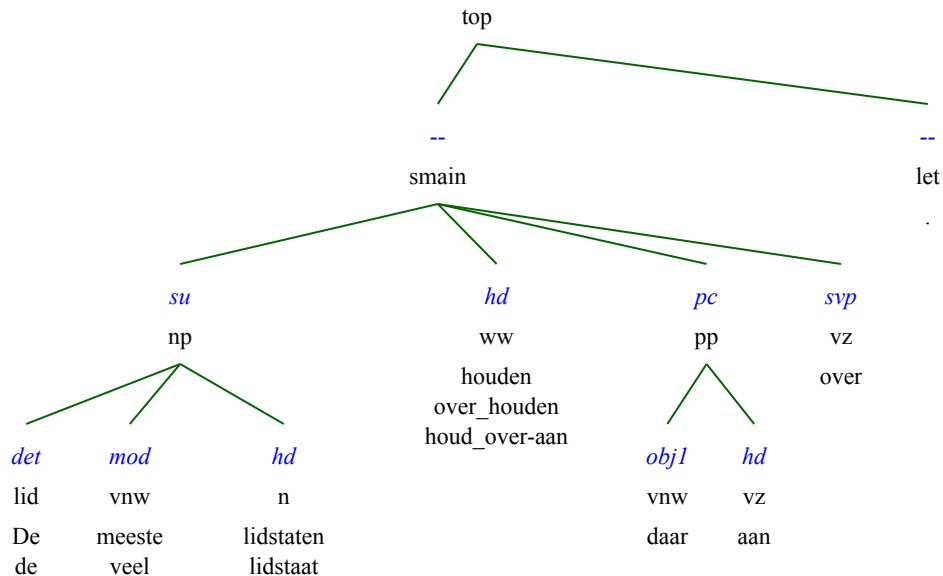 top
-- --
smain let
.
su hd pc svp
np ww pp vz
houden over
over_houden
houd_over-aan
det mod hd obj1 hd
lid vnw n vnw vz
De meeste lidstaten daar aan
de veel lidstaat